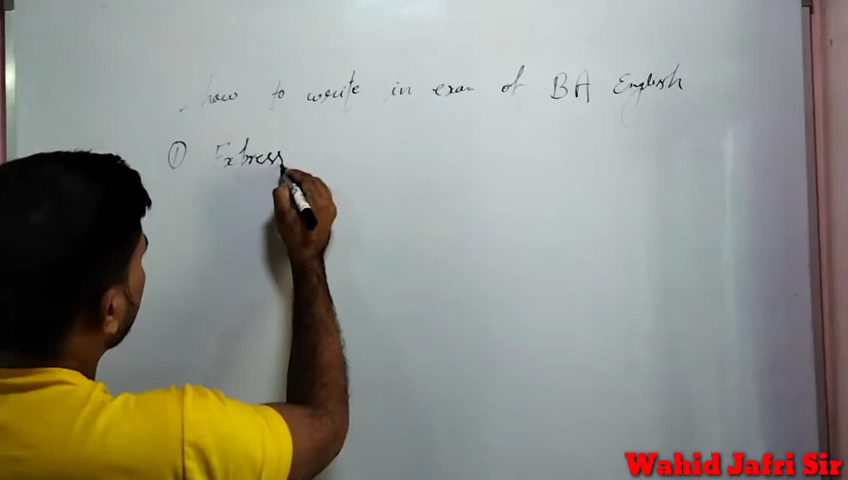 how to write in exam of BA English
① Express
Wahid Jafri Sir